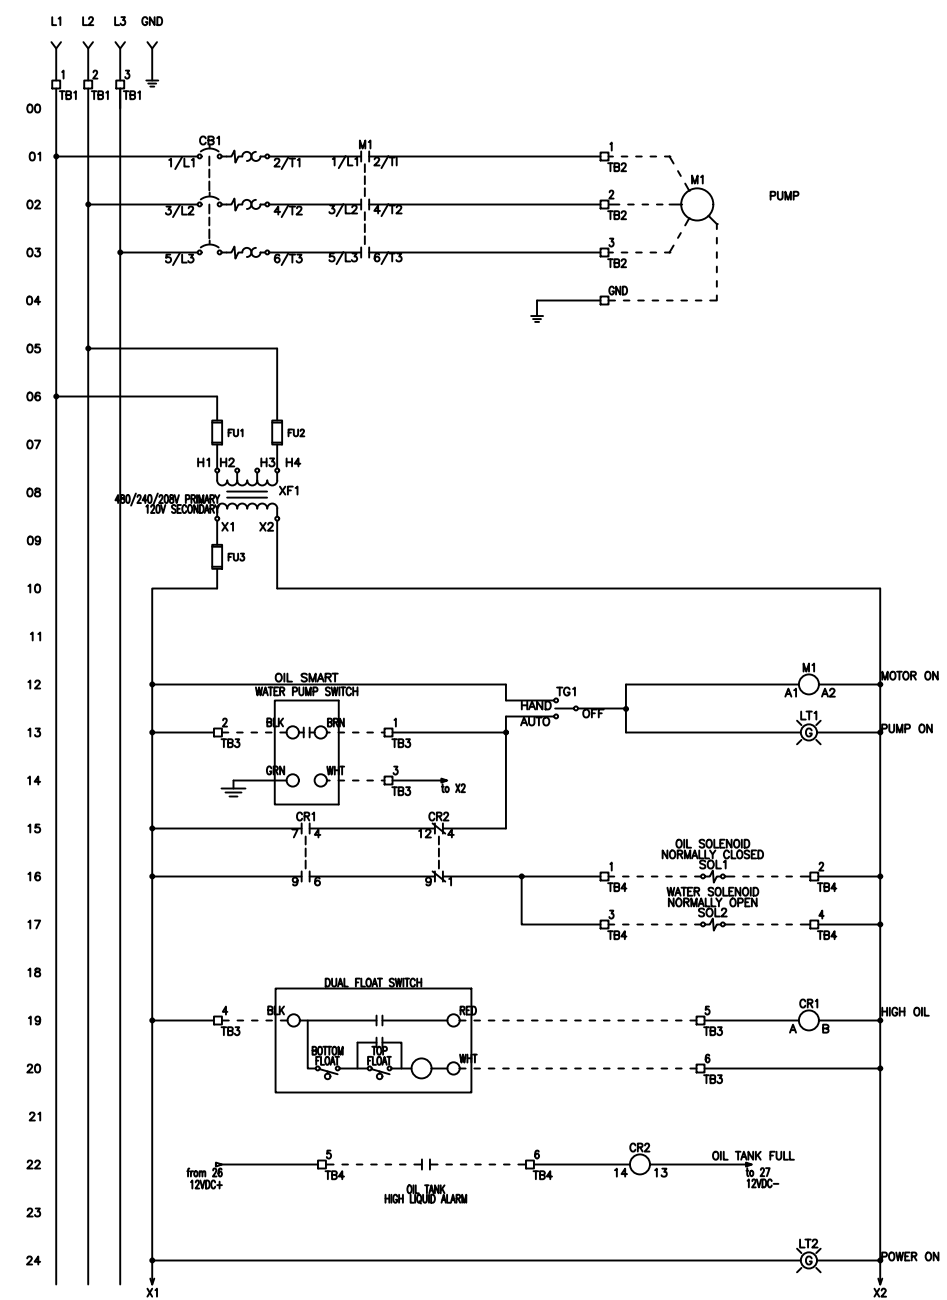 L1 L2 L3 GND
1 2 3
TB1 TB1 TB1
00
CB1 M1 1
01 1/L1 2/T1 1/L1 2/T1 TB2
M1
2 PUMP
02 3/L2 4/T2 3/L2 4/T2 TB2
3
03 5/L3 6/T3 5/L3 6/T3 TB2
GND
04
05
06
FU1 FU2
07
H1 H2 H3 H4
08 XF1
480/240/208V PRIMARY
120V SECONDARY
X1 X2
09
FU3
10
11
M1
OIL SMART MOTOR ON
12 WATER PUMP SWITCH TG1 A1 A2
HAND OFF
LT1
2 BLK BRN 1 AUTO PUMP ON
13 TB3 TB3 G
GRN WHT 3
14 TB3 to X2
CR1 CR2
15 7 4 12 4
OIL SOLENOID
NORMALLY CLOSED
1 SOL1 2
16 9 6 9 1 TB4 TB4
WATER SOLENOID
NORMALLY OPEN
3 SOL2 4
17 TB4 TB4
18
DUAL FLOAT SWITCH
CR1
4 BLK RED 5 HIGH OIL
19 TB3 TB3 A B
BOTTOM FLOAT TOP FLOAT WHT 6
20 TB3
21
CR2
5 6 OIL TANK FULL
22 from 26 TB4 TB4 14 13 to 27
12VDC+ 12VDC-
OIL TANK
HIGH LIQUID ALARM
23
LT2
POWER ON
24 G
X1 X2